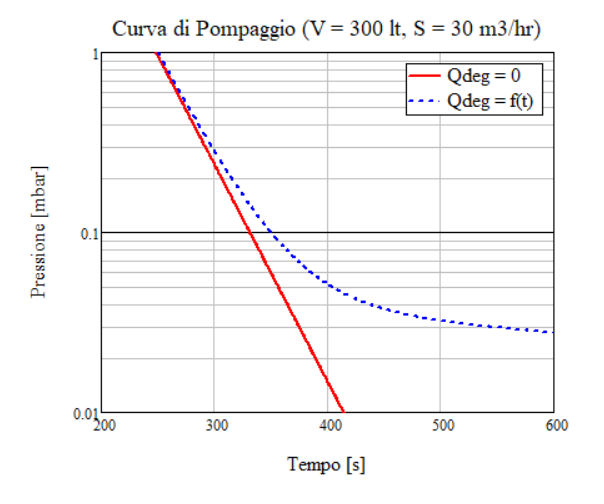 Curva di Pompaggio (V = 300 lt, S = 30 m3/hr)
1
Qdeg = 0
Qdeg = f(t)
Pressione [mbar]
0.1
0.01
200
300
400
500
600
Tempo [s]